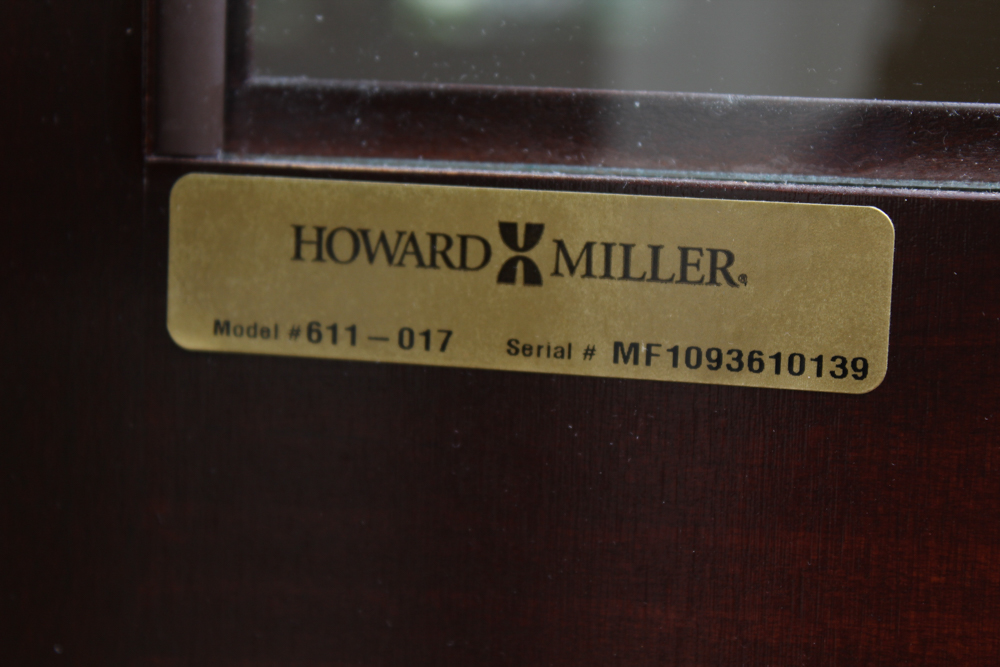 HOWARD MILLER®
Model # 611-017 Serial # MF1093610139